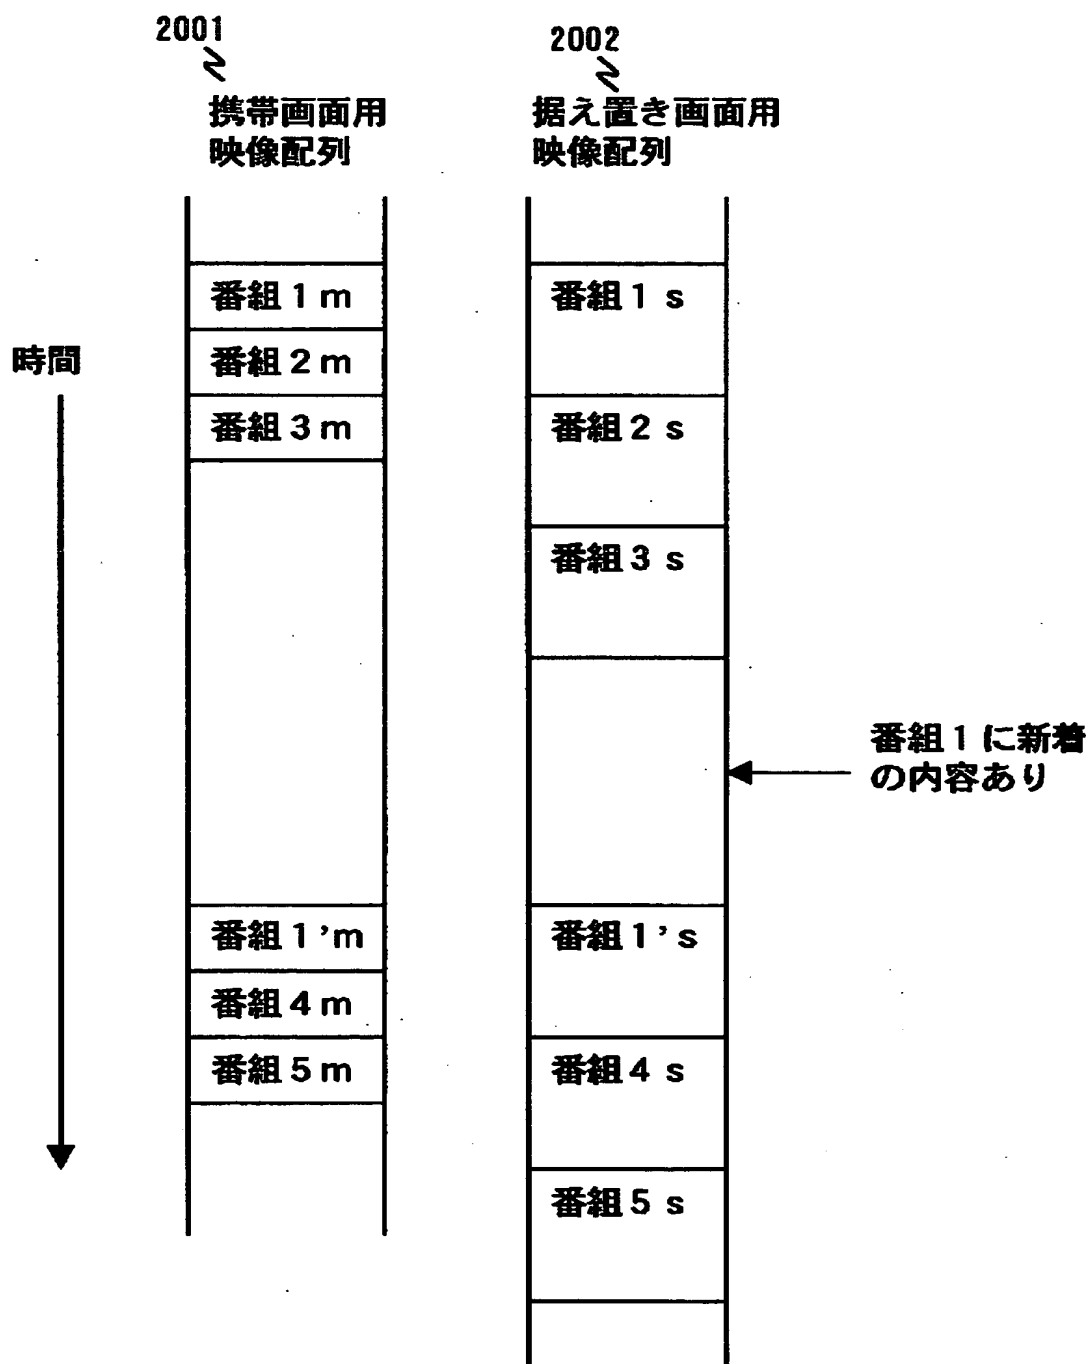 2001
携帯画面用
映像配列
2002
据え置き画面用
映像配列
時間
番組1m
番組2m
番組3m
番組1'm
番組4m
番組5m
番組1s
番組2s
番組3s
番組1's
番組4s
番組5s
番組1に新着
の内容あり